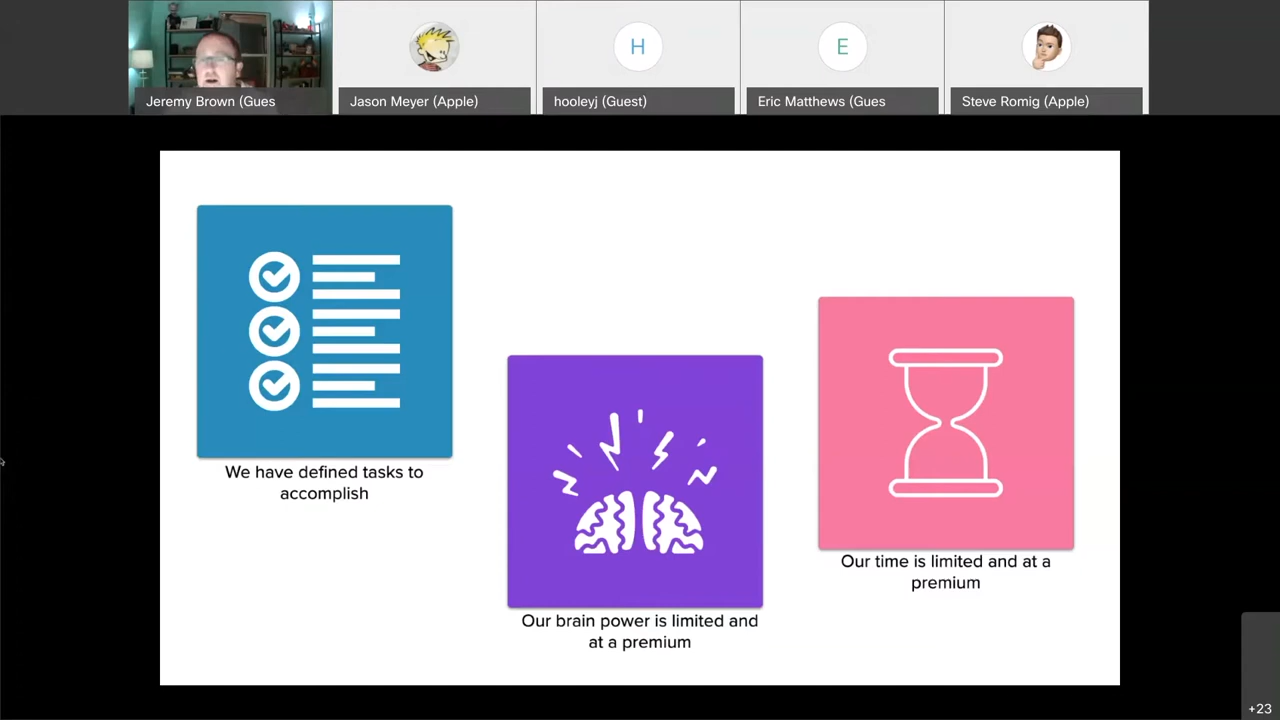 Jeremy Brown (Gues
Jason Meyer (Apple)
H
hooleyj (Guest)
E
Eric Matthews (Gues
Steve Romig (Apple)
We have defined tasks to
accomplish
Our brain power is limited and
at a premium
Our time is limited and at a
premium
+23